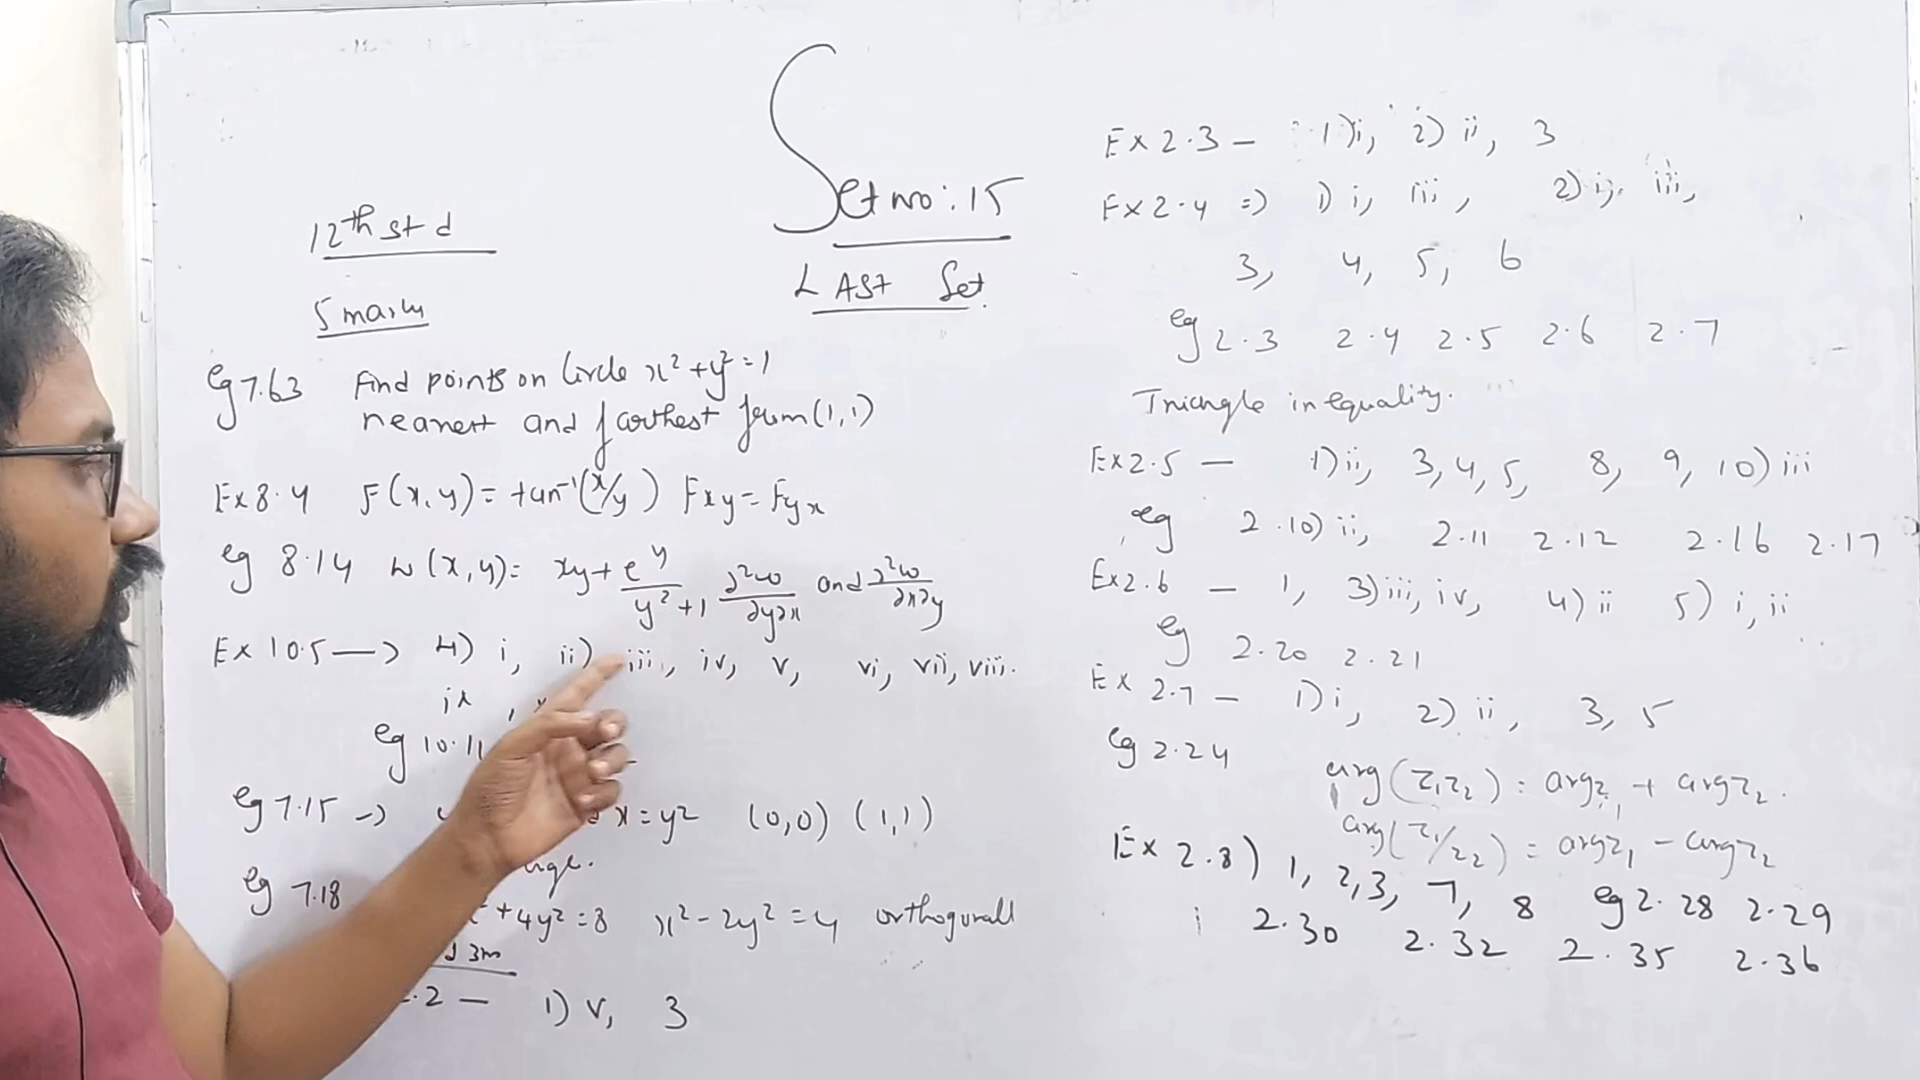 Set no: 15
LAST Set.
12th std
5 marks
eg 7.63 Find points on Circle x² + y² = 1
nearest and farthest from (1,1)
Ex 8.4 F(x,y) = tan⁻¹(x/y) Fxy = Fyx
eg 8.14 w(x,y) = xy + e^y/(y²+1) ∂²w/∂y∂x and ∂²w/∂x∂y
Ex 10.5 → 4) i, ii) iii, iv, v, vi, vii, viii.
ix,
eg 10.11
eg 7.15 → x = y² (0,0) (1,1)
eg 7.18
+ 4y² = 8 x² - 2y² = 4 orthogonal
3m
.2 - 1) v, 3
Ex 2.3 - 1) i, 2) ii, 3
Ex 2.4 => 1) i, iii, 2) ii, iii,
3, 4, 5, 6
eg 2.3 2.4 2.5 2.6 2.7
Triangle inequality.
Ex 2.5 - 1) ii, 3, 4, 5, 8, 9, 10) iii
eg 2.10) ii, 2.11 2.12 2.16 2.17
Ex 2.6 - 1, 3) iii, iv, 4) ii 5) i, ii
eg 2.20 2.21
Ex 2.7 - 1) i, 2) ii, 3, 5
eg 2.24
arg(z₁z₂) = argz₁ + argz₂.
arg(z₁/z₂) = argz₁ - argz₂
Ex 2.8) 1, 2, 3, 7, 8 eg 2.28 2.29
2.30 2.32 2.35 2.36